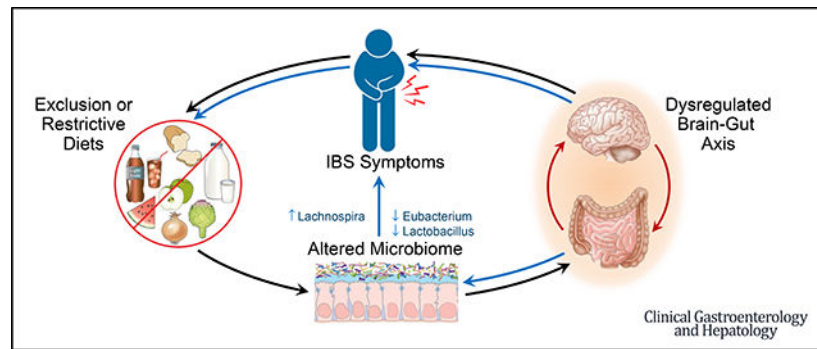 Exclusion or
Restrictive
Diets
IBS Symptoms
Dysregulated
Brain-Gut
Axis
↑ Lachnospira
↓ Eubacterium
↓ Lactobacillus
Altered Microbiome
Clinical Gastroenterology
and Hepatology